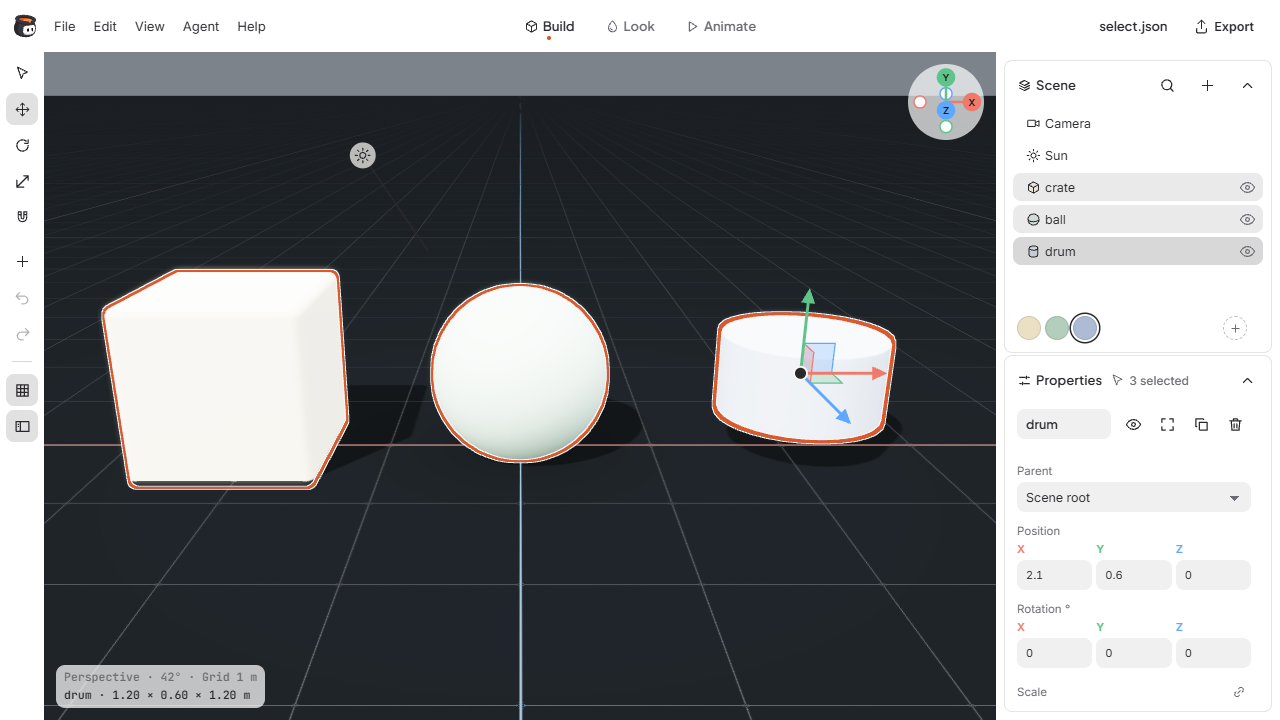 File Edit View Agent Help
Build Look Animate
select.json Export
Y
X
Z
Scene
Camera
Sun
crate
ball
drum
Properties 3 selected
drum
Parent
Scene root
Position
X Y Z
2.1 0.6 0
Rotation °
X Y Z
0 0 0
Scale
Perspective · 42° · Grid 1 m
drum · 1.20 × 0.60 × 1.20 m